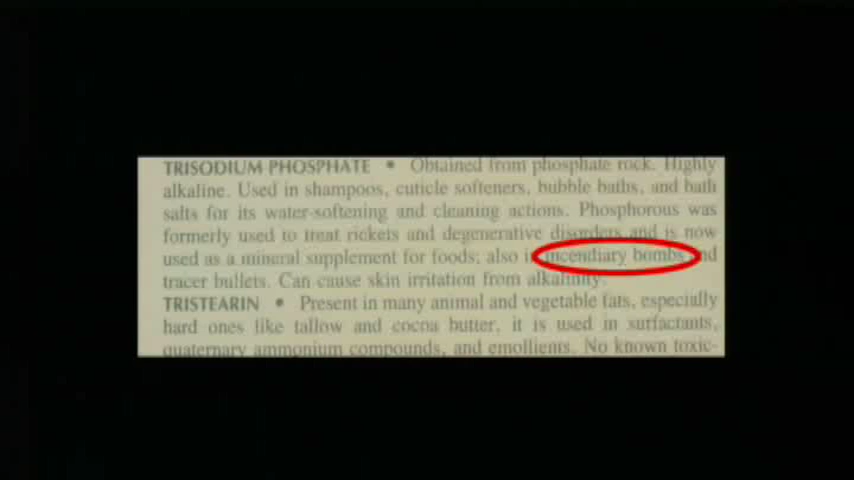 TRISODIUM PHOSPHATE • Obtained from phosphate rock. Highly
alkaline. Used in shampoos, cuticle softeners, bubble baths, and bath
salts for its water-softening and cleaning actions. Phosphorous was
formerly used to treat rickets and degenerative disorders and is now
used as a mineral supplement for foods; also in incendiary bombs and
tracer bullets. Can cause skin irritation from alkalinity.
TRISTEARIN • Present in many animal and vegetable fats, especially
hard ones like tallow and cocoa butter, it is used in surfactants,
quaternary ammonium compounds, and emollients. No known toxic-